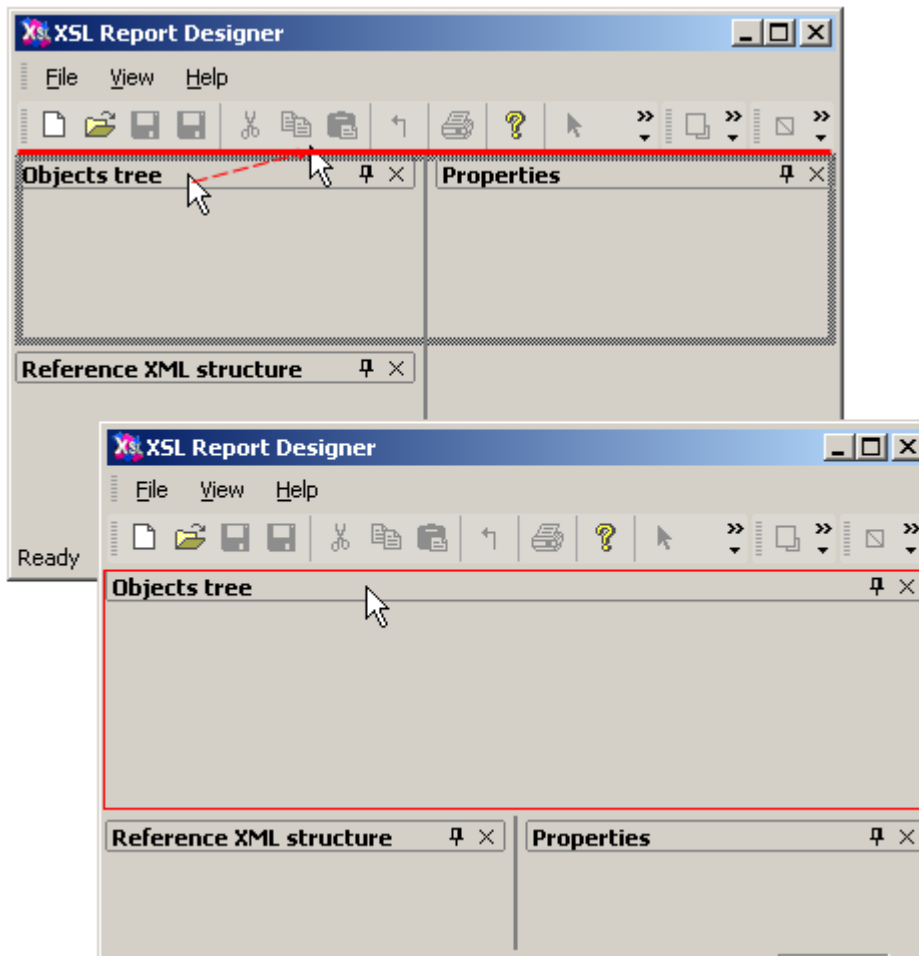 XSL Report Designer
File View Help
Objects tree
Properties
Reference XML structure
Ready
XSL Report Designer
File View Help
Objects tree
Reference XML structure
Properties